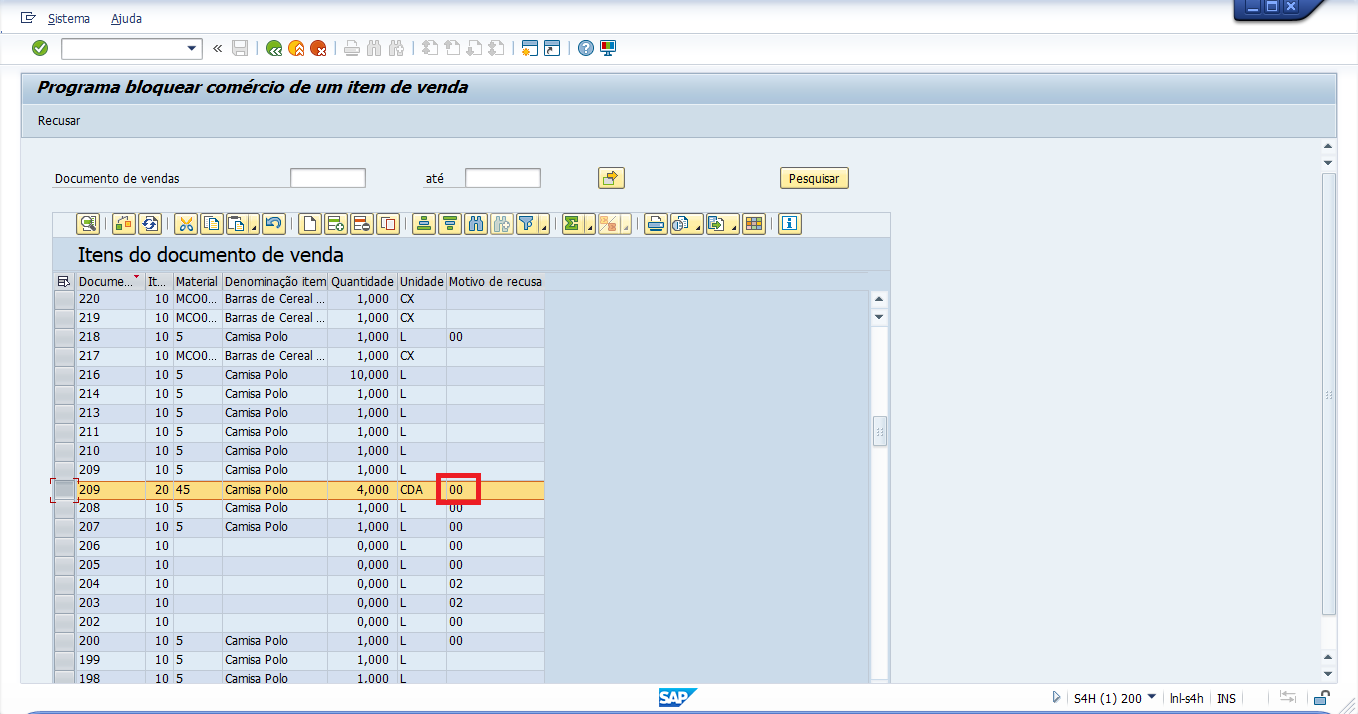 Sistema Ajuda
Programa bloquear comércio de um item de venda
Recusar
Documento de vendas até Pesquisar
Itens do documento de venda
Docume... It... Material Denominação item Quantidade Unidade Motivo de recusa
220 10 MCO0... Barras de Cereal ... 1,000 CX
219 10 MCO0... Barras de Cereal ... 1,000 CX
218 10 5 Camisa Polo 1,000 L 00
217 10 MCO0... Barras de Cereal ... 1,000 CX
216 10 5 Camisa Polo 10,000 L
214 10 5 Camisa Polo 1,000 L
213 10 5 Camisa Polo 1,000 L
211 10 5 Camisa Polo 1,000 L
210 10 5 Camisa Polo 1,000 L
209 10 5 Camisa Polo 1,000 L
209 20 45 Camisa Polo 4,000 CDA 00
208 10 5 Camisa Polo 1,000 L 00
207 10 5 Camisa Polo 1,000 L 00
206 10 0,000 L 00
205 10 0,000 L 00
204 10 0,000 L 02
203 10 0,000 L 02
202 10 0,000 L 00
200 10 5 Camisa Polo 1,000 L 00
199 10 5 Camisa Polo 1,000 L
198 10 5 Camisa Polo 1,000 L
SAP S4H (1) 200 lnl-s4h INS